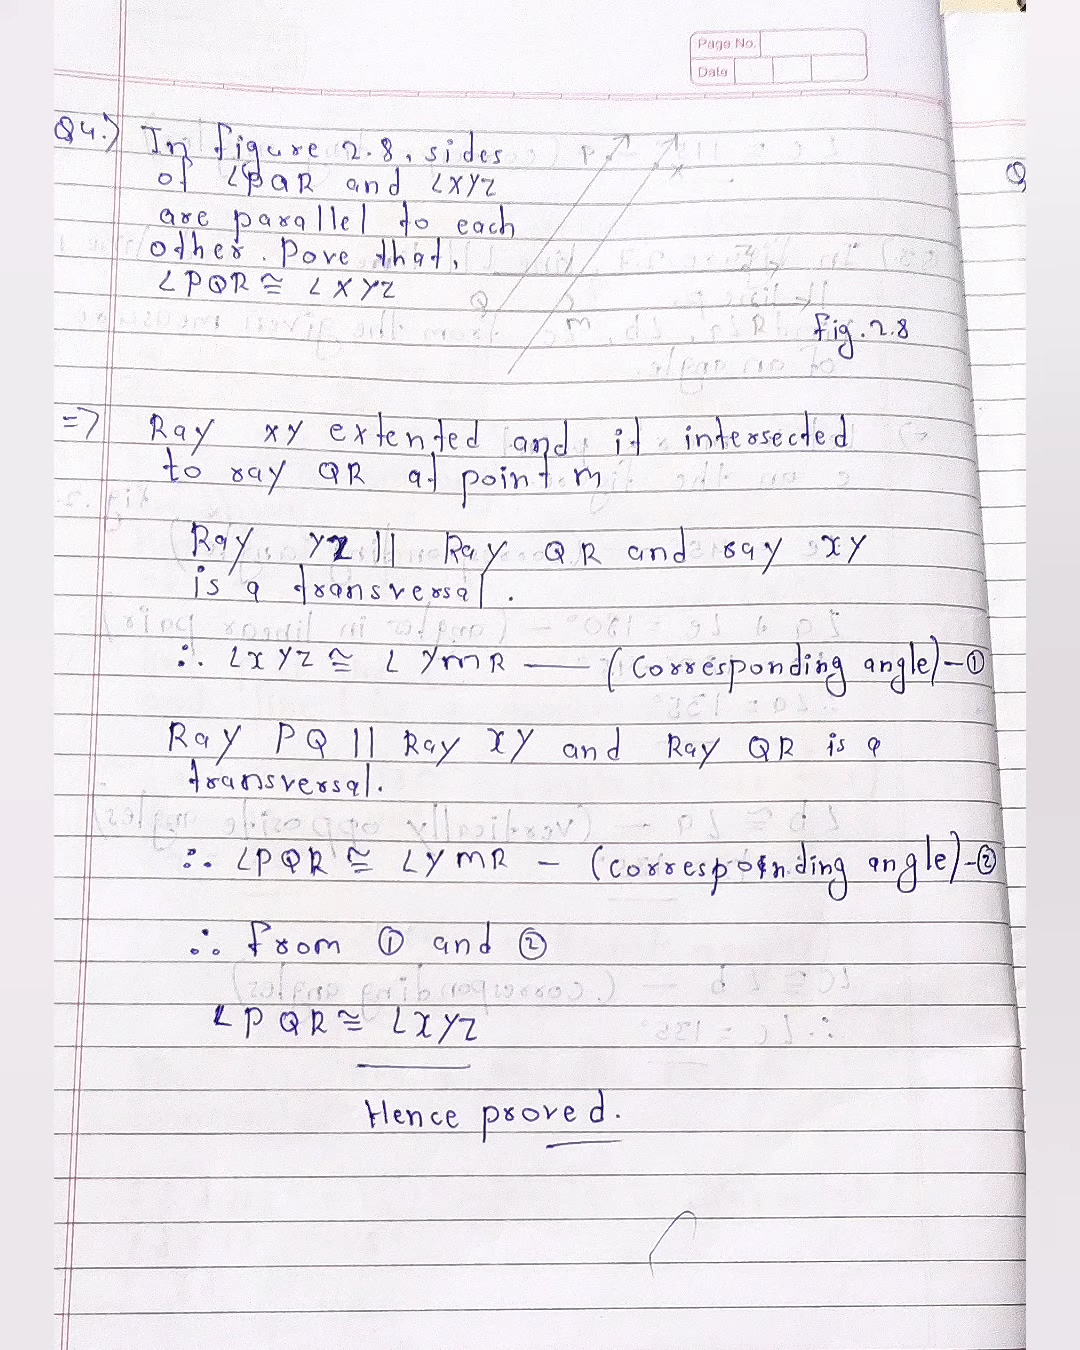 Page No.
Date
Q4.) In figure 2.8, sides
of ∠PQR and ∠XYZ
are parallel to each
other. Pove that,
∠PQR ≅ ∠XYZ
P
X
Q
m
R
fig. 2.8
=> Ray xy extented and it intersected
to ray QR at point m
Ray YZ || Ray QR and ray XY
is a transversal.
∴ ∠XYZ ≅ ∠YMR — (Corresponding angle) - ①
Ray PQ || Ray XY and Ray QR is a
transversal.
∴ ∠PQR ≅ ∠YMR - (Corresponding angle) - ②
∴ from ① and ②
∠PQR ≅ ∠XYZ
Hence proved.
Q